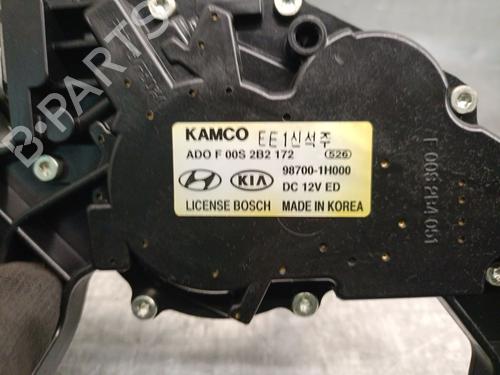 B-PARTS
KAMCO EE1신석주
ADO F 00S 2B2 172 526
98700-1H000
KIA DC 12V ED
LICENSE BOSCH MADE IN KOREA
F 00S 2B4 051